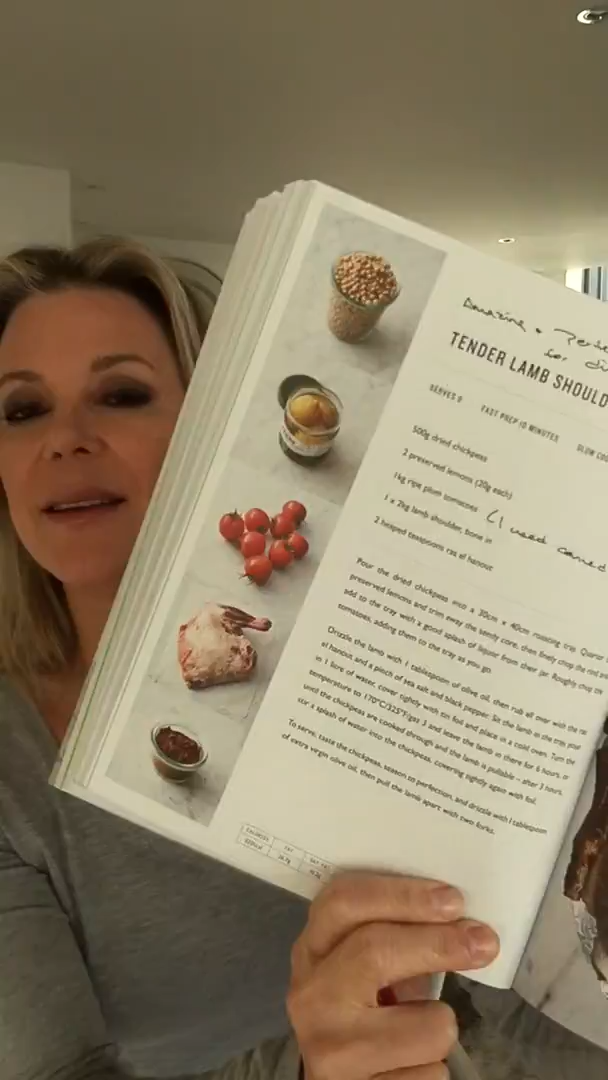 Amazing +
for di
TENDER LAMB SHOULD
SERVES 8 FAST PREP 10 MINUTES SLOW COO
500g dried chickpeas
2 preserved lemons (20g each)
1kg ripe plum tomatoes
(I used canned
1 x 2kg lamb shoulder, bone in
2 heaped teaspoons ras el hanout
Pour the dried chickpeas into a 30cm x 40cm roasting tray. Quarter
preserved lemons and trim away the seedy core, then finely chop the rind and
add to the tray with a good splash of liquor from their jar. Roughly chop the
tomatoes, adding them to the tray as you go.
Drizzle the lamb with 1 tablespoon of olive oil, then rub all over with the ras
el hanout and a pinch of sea salt and black pepper. Sit the lamb in the tray, pour
in 1 litre of water, cover tightly with tin foil and place in a cold oven. Turn the
temperature to 170°C/325°F/gas 3 and leave the lamb in there for 6 hours, or
until the chickpeas are cooked through and the lamb is pullable – after 3 hours,
stir a splash of water into the chickpeas, covering tightly again with foil.
To serve, taste the chickpeas, season to perfection, and drizzle with 1 tablespoon
of extra virgin olive oil, then pull the lamb apart with two forks.
CALORIES FAT SAT FAT